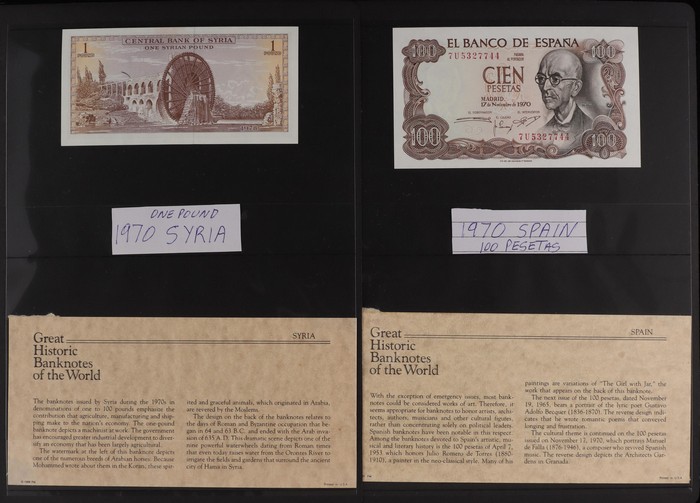 CENTRAL BANK OF SYRIA
ONE SYRIAN POUND
1
1
ONE POUND
1970 SYRIA
Great
Historic
Banknotes
of the World
SYRIA
The banknotes issued by Syria during the 1970s in
denominations of one to 100 pounds emphasize the
contribution that agriculture, manufacturing and ship-
ping make to the nation's economy. The one-pound
banknote depicts a machinist at work. The government
has encouraged greater industrial development to diver-
sify an economy that has been largely agricultural.
The watermark at the left of this banknote depicts
one of the numerous breeds of Arabian horses. Because
Mohammed wrote about them in the Koran, these spir-
ited and graceful animals, which originated in Arabia,
are revered by the Moslems.
The design on the back of the banknotes relates to
the days of Roman and Byzantine occupation that be-
gan in 64 and 63 B.C. and ended with the Arab inva-
sion of 635 A.D. This dramatic scene depicts one of the
some powerful waterwheels dating from Roman times
that even today raises water from the Orontes River to
irrigate the fields and gardens that surround the ancient
city of Hama in Syria.
EL BANCO DE ESPAÑA
100
100
7U5327744
CIEN
PESETAS
MADRID
17 de Noviembre de 1970
7U5327744
100
100
1970 SPAIN
100 PESETAS
Great
Historic
Banknotes
of the World
SPAIN
With the exception of emergency issues, most bank-
notes could be considered works of art. Therefore, it
seems appropriate for banknotes to honor artists, archi-
tects, authors, musicians and other cultural figures,
rather than concentrating solely on political leaders.
Spanish banknotes have been notable in this respect.
Among the banknotes devoted to Spain's artistic, mu-
sical and literary history is the 100 pesetas of April 7,
1953 which honors Julio Romero de Torres (1880-
1930), a painter in the neo-classical style. Many of his
paintings are variations of "The Girl with Jar," the
work that appears on the back of this banknote.
The next issue of the 100 pesetas, dated November
19, 1965, bears a portrait of the lyric poet Gustavo
Adolfo Becquer (1836-1870). The reverse design indi-
cates that he wrote romantic poems that conveyed
longing and frustration.
The cultural theme is continued on the 100 pesetas
issued on November 17, 1970, which portrays Manuel
de Falla (1876-1946), a composer who revived Spanish
music. The reverse design depicts the Architects Gar-
dens in Granada.